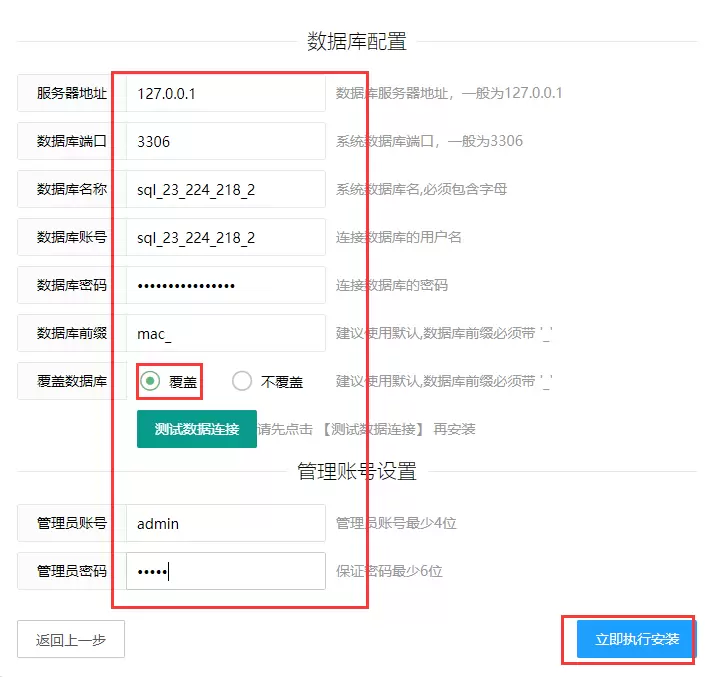 数据库配置
服务器地址 127.0.0.1 数据库服务器地址，一般为127.0.0.1
数据库端口 3306 系统数据库端口，一般为3306
数据库名称 sql_23_224_218_2 系统数据库名,必须包含字母
数据库账号 sql_23_224_218_2 连接数据库的用户名
数据库密码 •••••••••••••••• 连接数据库的密码
数据库前缀 mac_ 建议使用默认,数据库前缀必须带 '_'
覆盖数据库 覆盖 不覆盖 建议使用默认,数据库前缀必须带 '_'
测试数据连接 请先点击 【测试数据连接】 再安装
管理账号设置
管理员账号 admin 管理员账号最少4位
管理员密码 ••••• 保证密码最少6位
返回上一步 立即执行安装